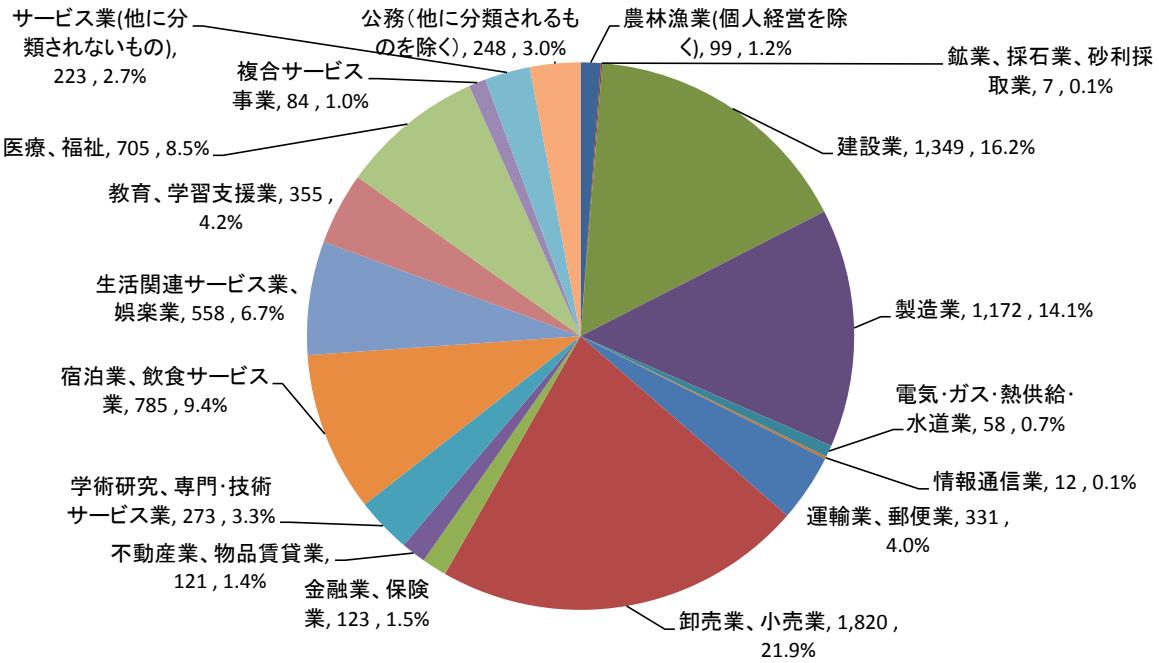 サービス業(他に分
類されないもの),
223 , 2.7%
公務(他に分類されるも
のを除く), 248 , 3.0%
農林漁業(個人経営を除
く), 99 , 1.2%
鉱業、採石業、砂利採
取業, 7 , 0.1%
建設業, 1,349 , 16.2%
製造業, 1,172 , 14.1%
電気・ガス・熱供給・
水道業, 58 , 0.7%
情報通信業, 12 , 0.1%
運輸業、郵便業, 331 ,
4.0%
卸売業、小売業, 1,820 ,
21.9%
金融業、保険
業, 123 , 1.5%
不動産業、物品賃貸業,
121 , 1.4%
学術研究、専門・技術
サービス業, 273 , 3.3%
宿泊業、飲食サービス
業, 785 , 9.4%
生活関連サービス業、
娯楽業, 558 , 6.7%
教育、学習支援業, 355 ,
4.2%
医療、福祉, 705 , 8.5%
複合サービス
事業, 84 , 1.0%